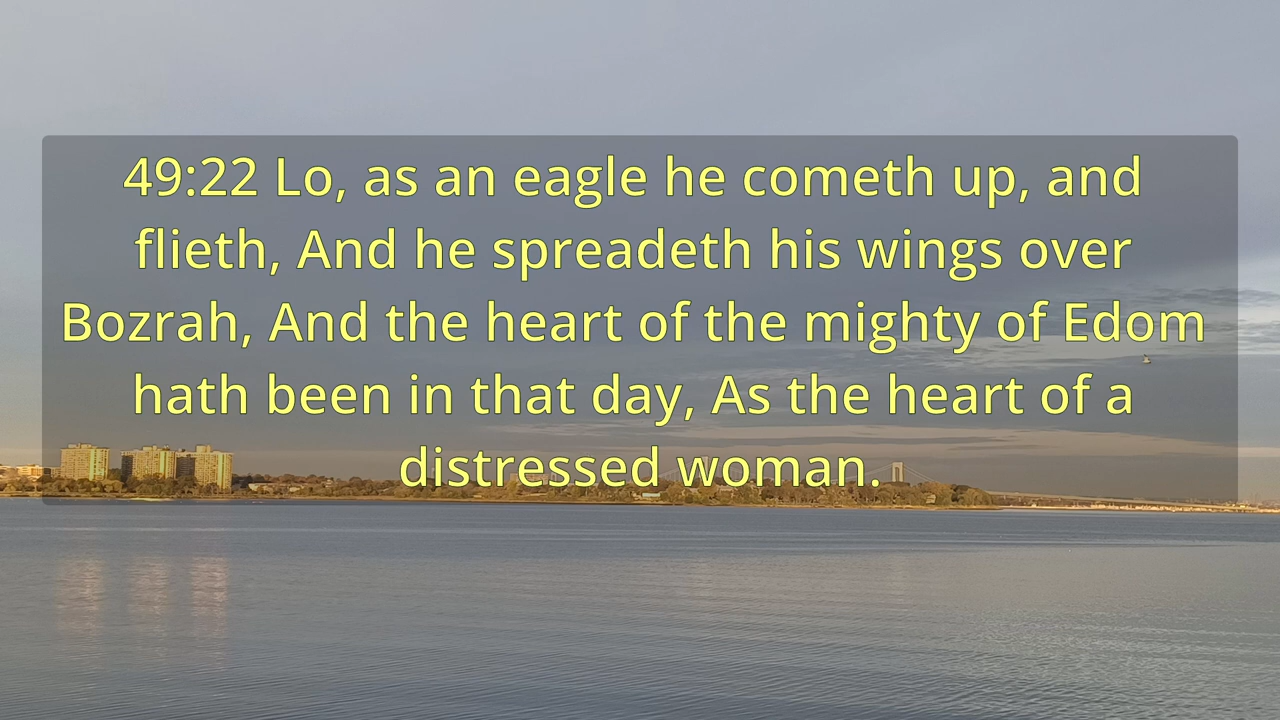 49:22 Lo, as an eagle he cometh up, and
flieth, And he spreadeth his wings over
Bozrah, And the heart of the mighty of Edom
hath been in that day, As the heart of a
distressed woman.